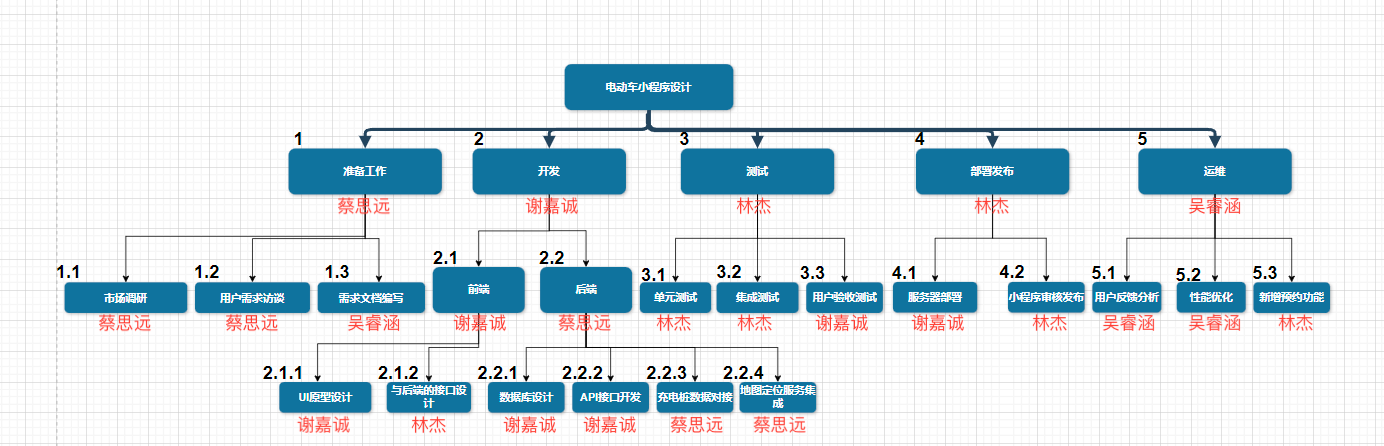 电动车小程序设计
1
2
3
4
5
准备工作
开发
测试
部署发布
运维
蔡思远
谢嘉诚
林杰
林杰
吴睿涵
1.1
1.2
1.3
2.1
2.2
3.1
3.2
3.3
4.1
4.2
5.1
5.2
5.3
市场调研
用户需求访谈
需求文档编写
前端
后端
单元测试
集成测试
用户验收测试
服务器部署
小程序审核发布
用户反馈分析
性能优化
新增预约功能
蔡思远
蔡思远
吴睿涵
谢嘉诚
蔡思远
林杰
林杰
谢嘉诚
谢嘉诚
林杰
吴睿涵
吴睿涵
林杰
2.1.1
2.1.2
2.2.1
2.2.2
2.2.3
2.2.4
UI原型设计
与后端的接口设
计
数据库设计
API接口开发
充电桩数据对接
地图定位服务集
成
谢嘉诚
林杰
谢嘉诚
谢嘉诚
蔡思远
蔡思远